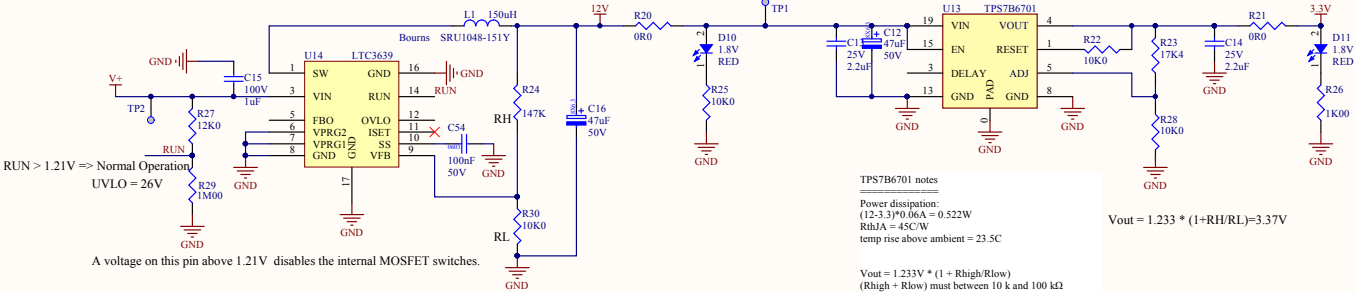 V+
TP2
GND
C15
100V
1uF
R27
12K0
RUN
RUN > 1.21V => Normal Operation
UVLO = 26V
R29
1M00
GND
GND
L1 150uH
Bourns SRU1048-151Y
U14 LTC3639
1 SW GND 16
3 VIN RUN 14
5 FBO OVLO 12
6 VPRG2 ISET 11
7 VPRG1 SS 10
8 GND VFB 9
GND
17
GND
GND
RUN
C54
0603
100nF
50V
GND
A voltage on this pin above 1.21V disables the internal MOSFET switches.
R24
147K
RH
R30
10K0
RL
GND
C16
47uF
50V
12V
R20
0R0
2
D10
1.8V
RED
1
R25
10K0
GND
TP1
25V
2.2uF
C12
47uF
50V
GND
U13 TPS7B6701
19 VIN VOUT 4
15 EN RESET 1
3 DELAY ADJ 5
13 GND GND 8
PAD
0
GND
GND
R22
10K0
R23
17K4
R28
10K0
GND
C14
25V
2.2uF
GND
R21
0R0
3.3V
2
D11
1.8V
RED
1
R26
1K00
GND
TPS7B6701 notes
=============
Power dissipation:
(12-3.3)*0.06A = 0.522W
RthJA = 45C/W
temp rise above ambient = 23.5C
Vout = 1.233V * (1 + Rhigh/Rlow)
(Rhigh + Rlow) must between 10 k and 100 kΩ
Vout = 1.233 * (1+RH/RL)=3.37V